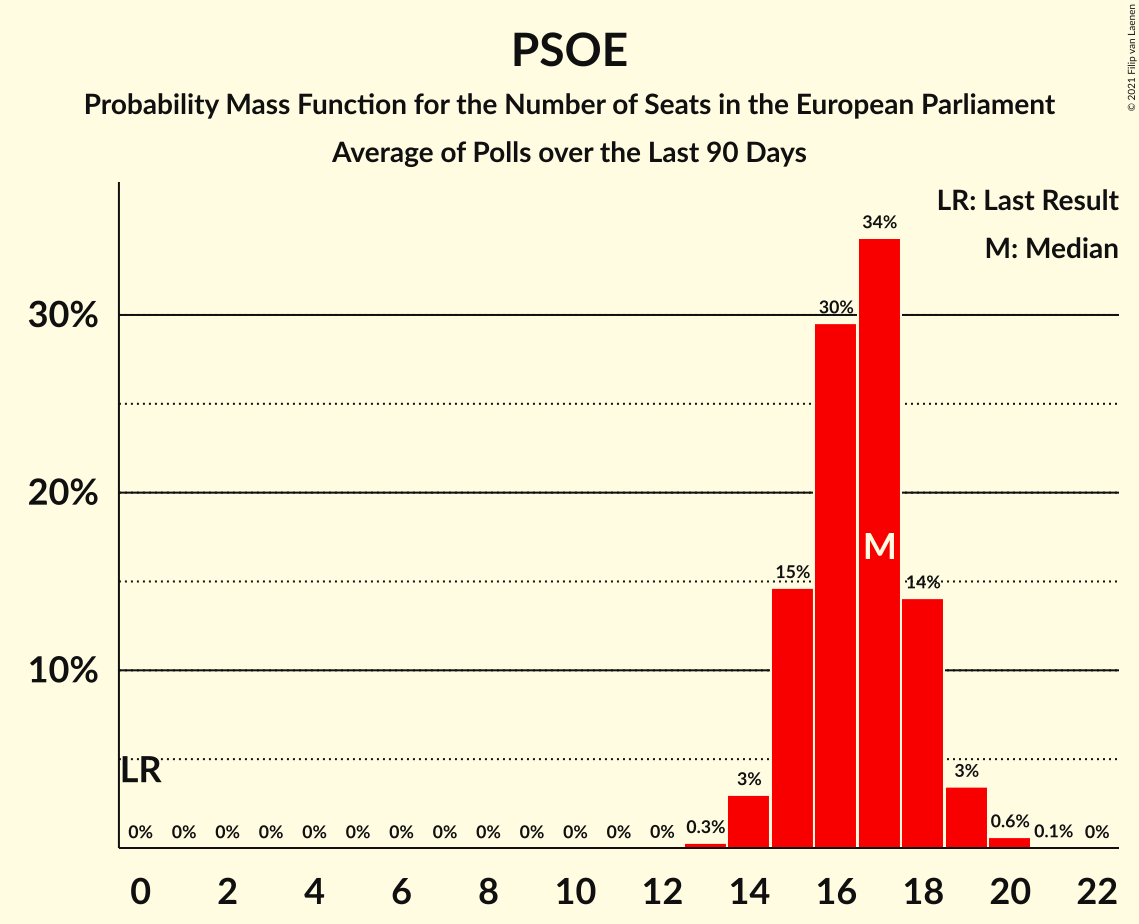 PSOE
Probability Mass Function for the Number of Seats in the European Parliament
Average of Polls over the Last 90 Days
© 2021 Filip van Laenen
LR: Last Result
M: Median
34%
30%
30%
20%
M
15%
14%
10%
LR
3%
3%
0% 0% 0% 0% 0% 0% 0% 0% 0% 0% 0% 0% 0% 0.3% 0.6% 0.1% 0%
0 2 4 6 8 10 12 14 16 18 20 22